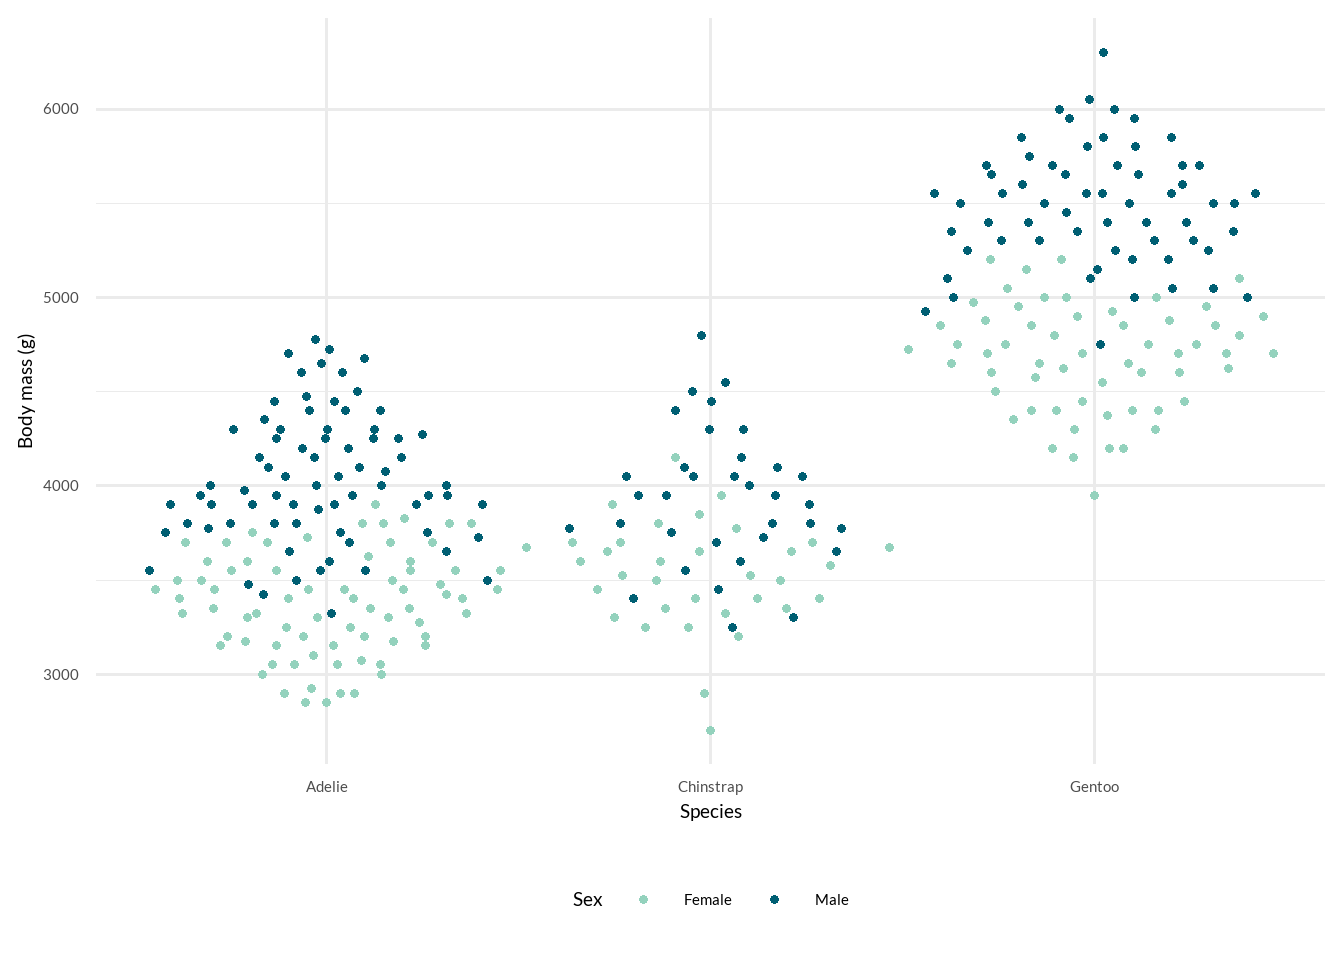 6000
5000
4000
3000
Body mass (g)
Adelie Chinstrap Gentoo
Species
Sex Female Male